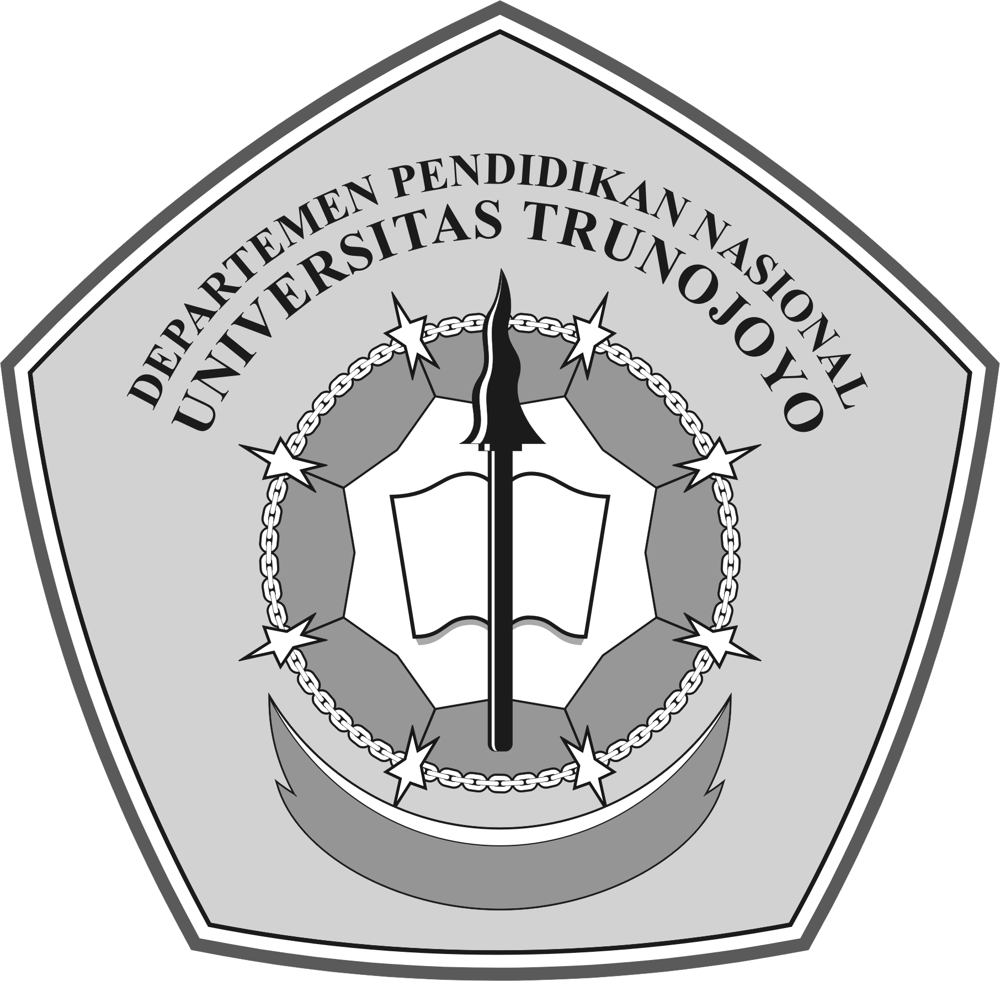 DEPARTEMEN PENDIDIKAN NASIONAL
UNIVERSITAS TRUNOJOYO